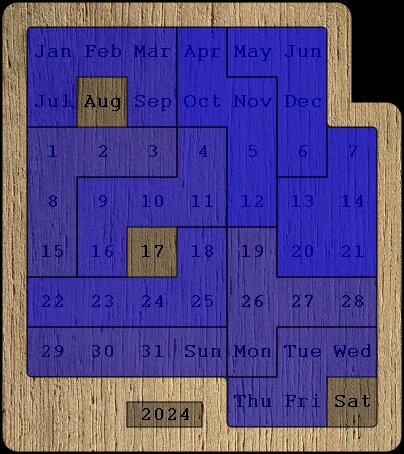 Jan Feb Mar Apr May Jun
Jul Aug Sep Oct Nov Dec
1 2 3 4 5 6 7
8 9 10 11 12 13 14
15 16 17 18 19 20 21
22 23 24 25 26 27 28
29 30 31 Sun Mon Tue Wed
Thu Fri Sat
2024